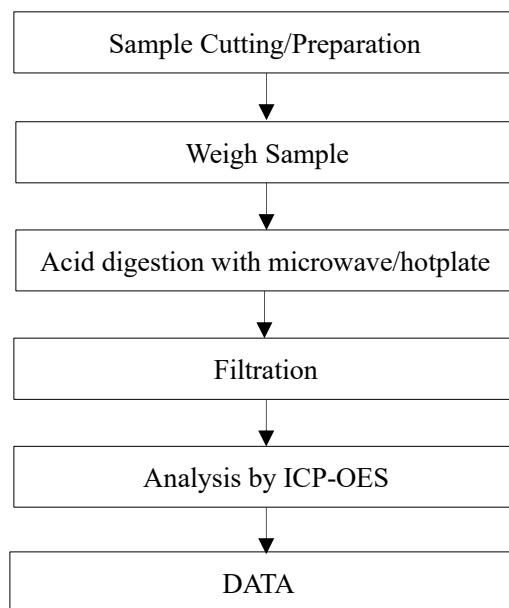 Sample Cutting/Preparation
Weigh Sample
Acid digestion with microwave/hotplate
Filtration
Analysis by ICP-OES
DATA